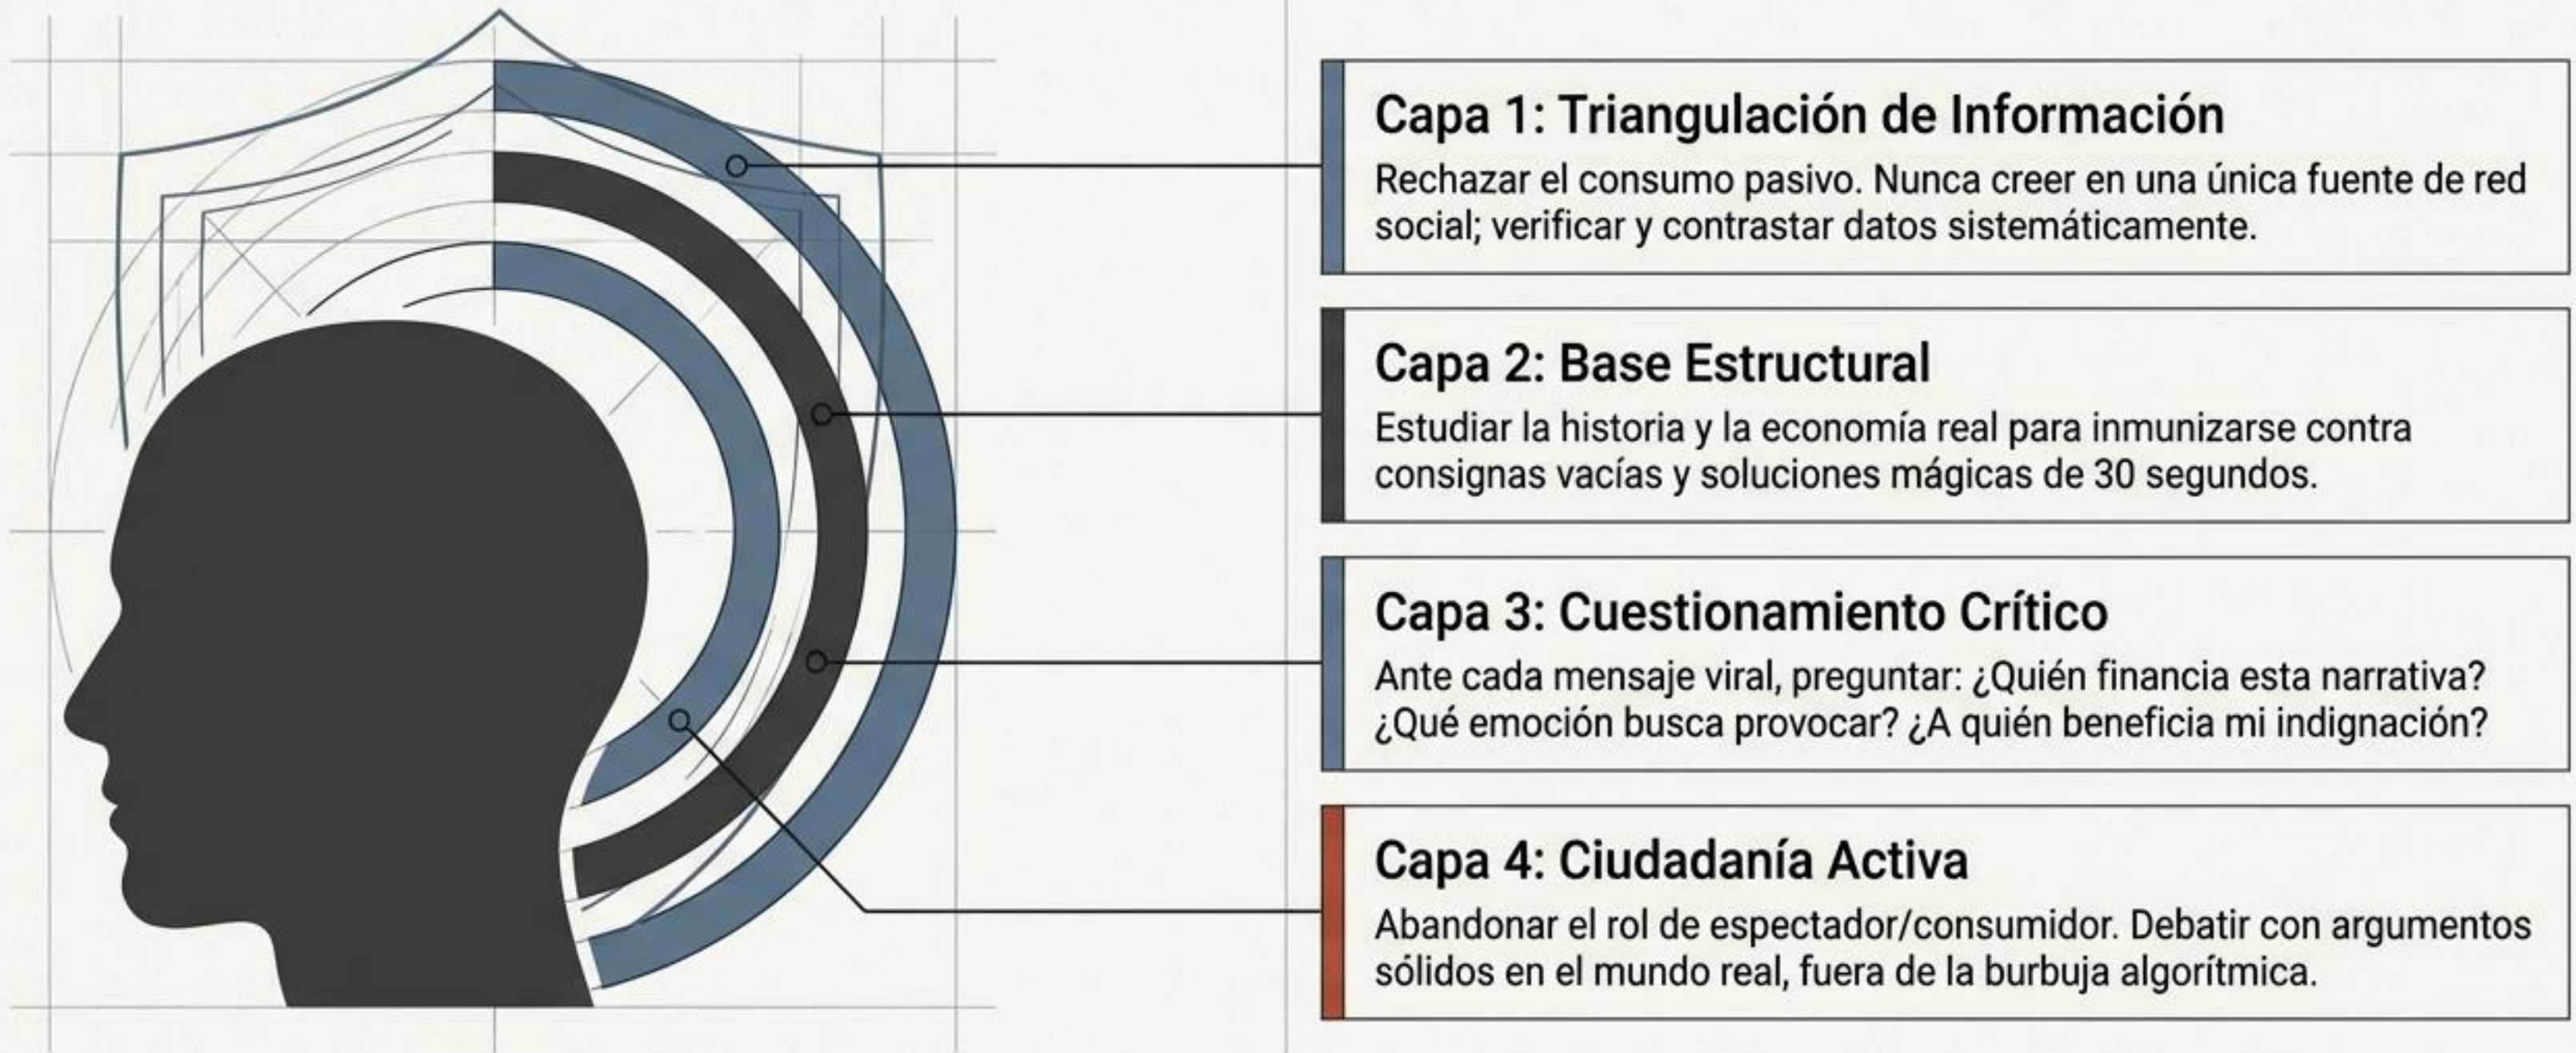 Capa 1: Triangulación de Información
Rechazar el consumo pasivo. Nunca creer en una única fuente de red
social; verificar y contrastar datos sistemáticamente.
Capa 2: Base Estructural
Estudiar la historia y la economía real para inmunizarse contra
consignas vacías y soluciones mágicas de 30 segundos.
Capa 3: Cuestionamiento Crítico
Ante cada mensaje viral, preguntar: ¿Quién financia esta narrativa?
¿Qué emoción busca provocar? ¿A quién beneficia mi indignación?
Capa 4: Ciudadanía Activa
Abandonar el rol de espectador/consumidor. Debatir con argumentos
sólidos en el mundo real, fuera de la burbuja algorítmica.